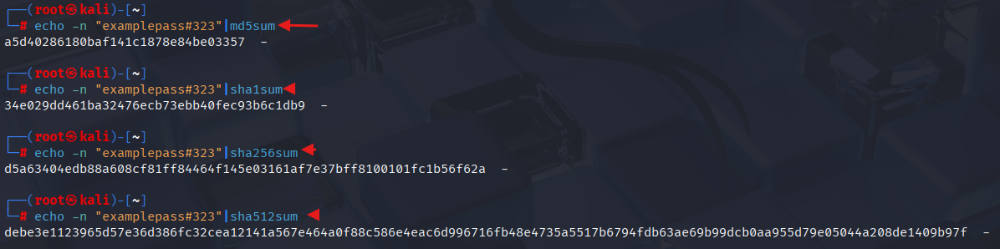 ┌──(root㉿kali)-[~]
└─# echo -n "examplepass#323"|md5sum
a5d40286180baf141c1878e84be03357  -
┌──(root㉿kali)-[~]
└─# echo -n "examplepass#323"|sha1sum
34e029dd461ba32476ecb73ebb40fec93b6c1db9  -
┌──(root㉿kali)-[~]
└─# echo -n "examplepass#323"|sha256sum
d5a63404edb88a608cf81ff84464f145e03161af7e37bff8100101fc1b56f62a  -
┌──(root㉿kali)-[~]
└─# echo -n "examplepass#323"|sha512sum
debe3e1123965d57e36d386fc32cea12141a567e464a0f88c586e4eac6d996716fb48e4735a5517b6794fdb63ae69b99dcb0aa955d79e05044a208de1409b97f  -